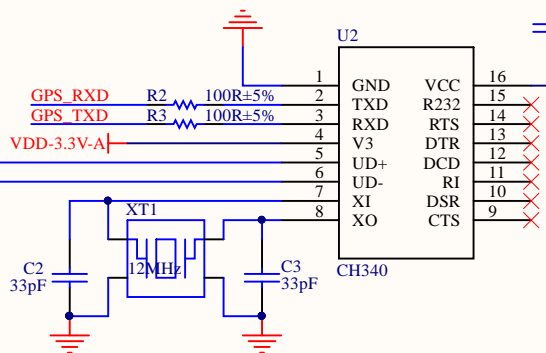 U2
1 GND VCC 16
GPS_RXD R2 100R±5% 2 TXD R232 15
GPS_TXD R3 100R±5% 3 RXD RTS 14
VDD-3.3V-A 4 V3 DTR 13
5 UD+ DCD 12
6 UD- RI 11
7 XI DSR 10
8 XO CTS 9
XT1
C2 12MHz C3 CH340
33pF 33pF